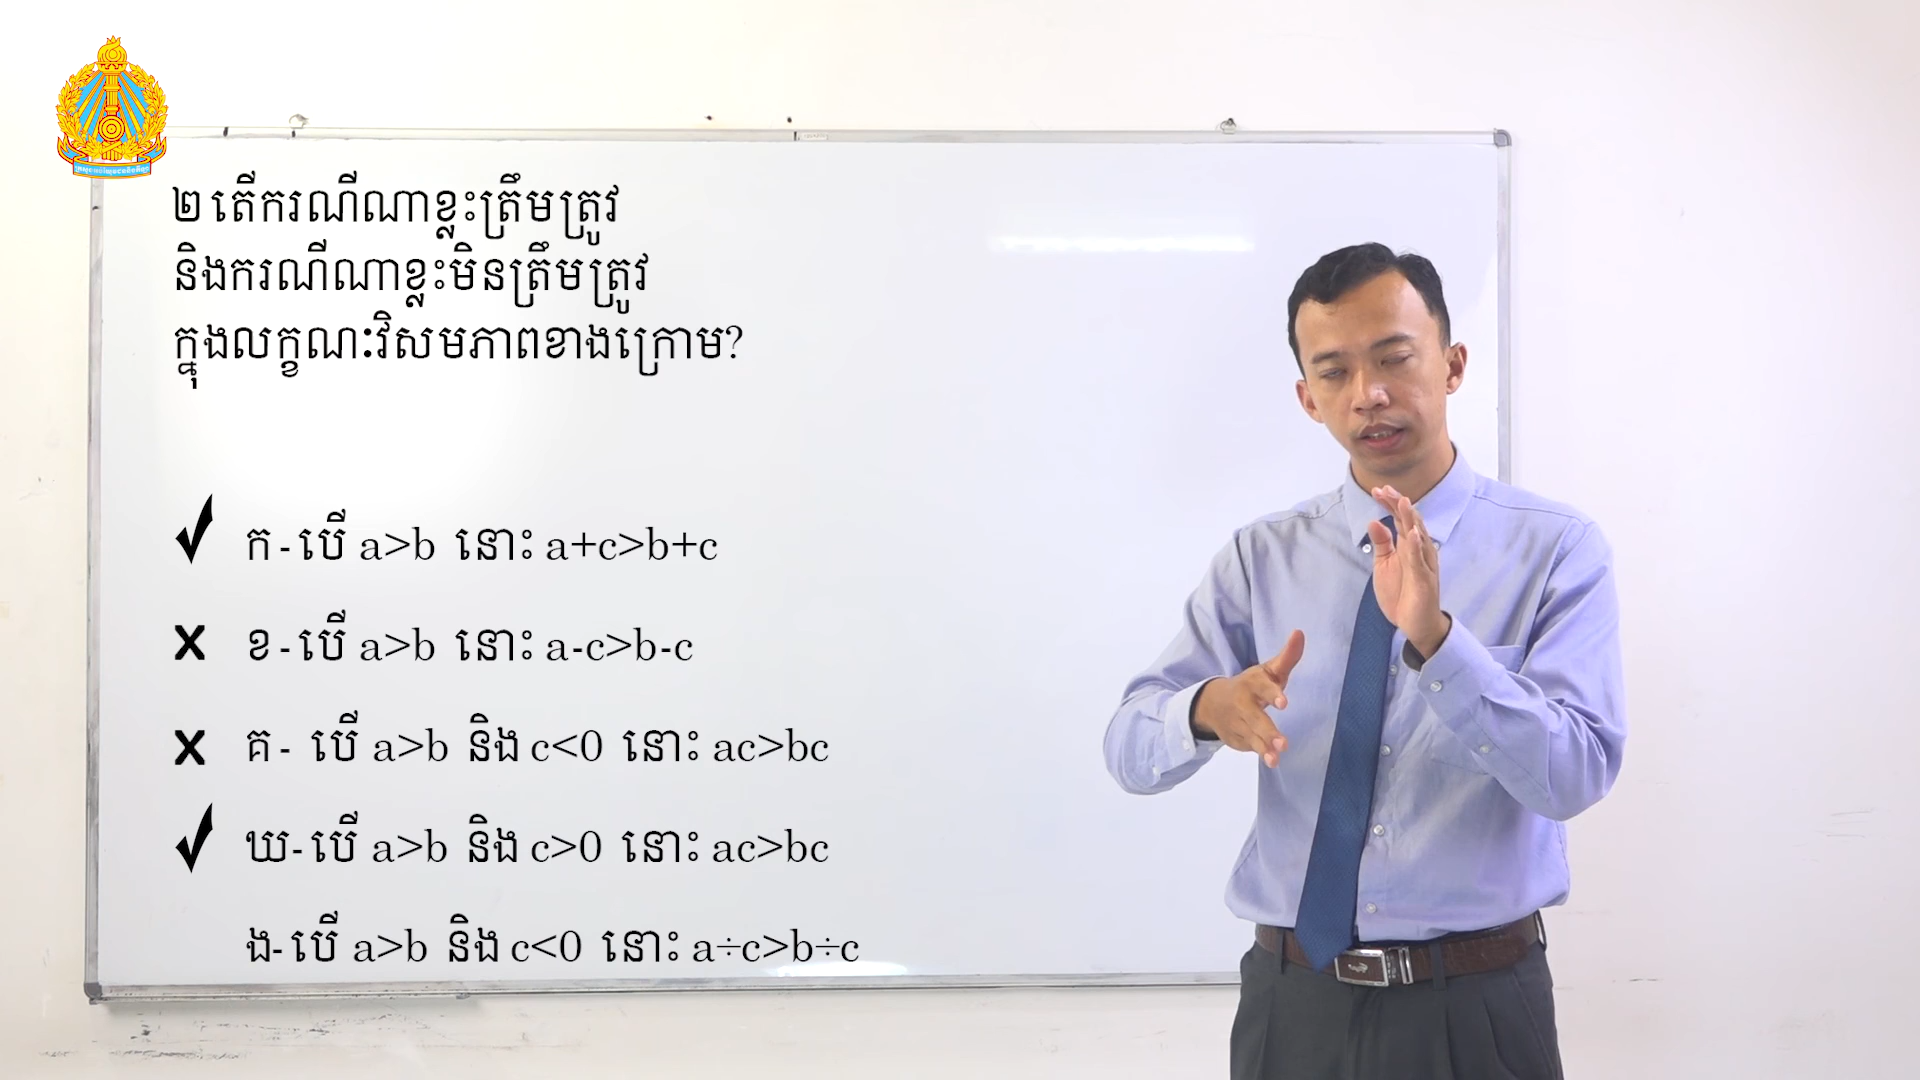 ២ តើករណីណាខ្លះត្រឹមត្រូវ
និងករណីណាខ្លះមិនត្រឹមត្រូវ
ក្នុងលក្ខណៈវិសមភាពខាងក្រោម?
✓ ក - បើ a>b នោះ a+c>b+c
X ខ - បើ a>b នោះ a-c>b-c
X គ - បើ a>b និង c<0 នោះ ac>bc
✓ ឃ- បើ a>b និង c>0 នោះ ac>bc
ង- បើ a>b និង c<0 នោះ a÷c>b÷c